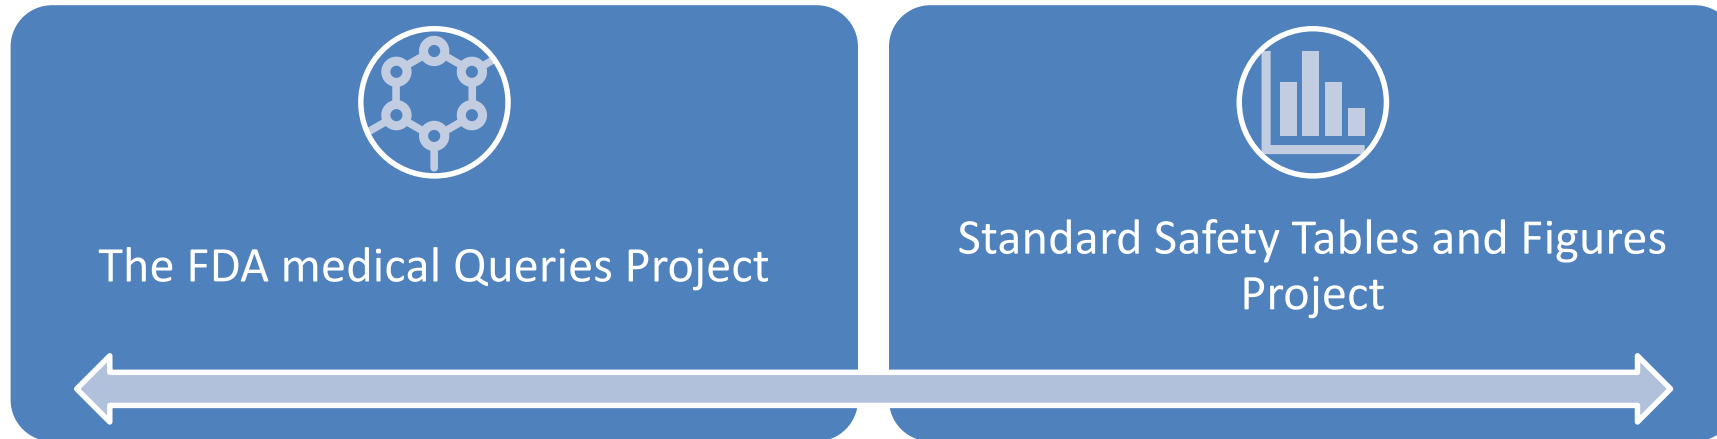 The FDA medical Queries Project
Standard Safety Tables and Figures
Project